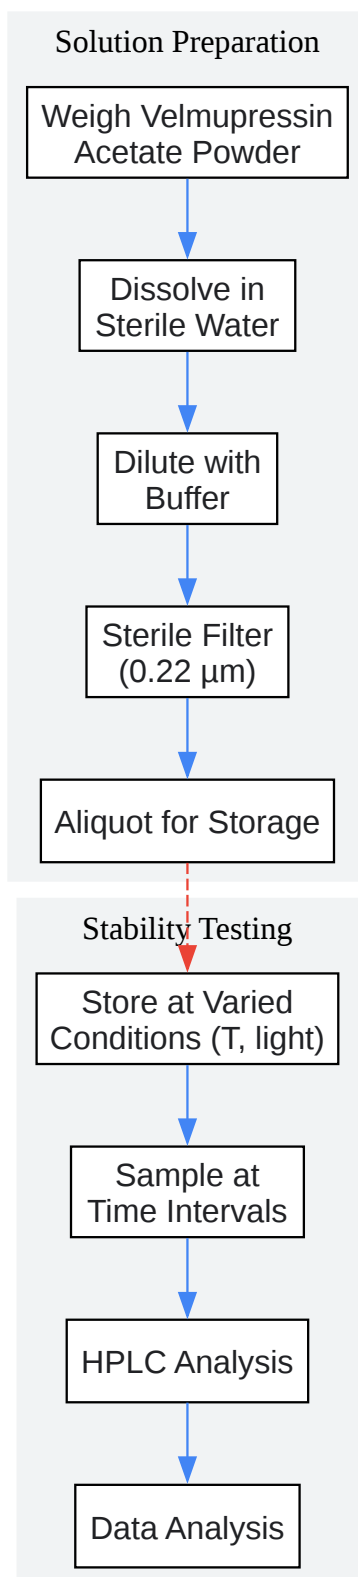 Solution Preparation
Weigh Velmupressin
Acetate Powder
Dissolve in
Sterile Water
Dilute with
Buffer
Sterile Filter
(0.22 µm)
Aliquot for Storage
Stability Testing
Store at Varied
Conditions (T, light)
Sample at
Time Intervals
HPLC Analysis
Data Analysis